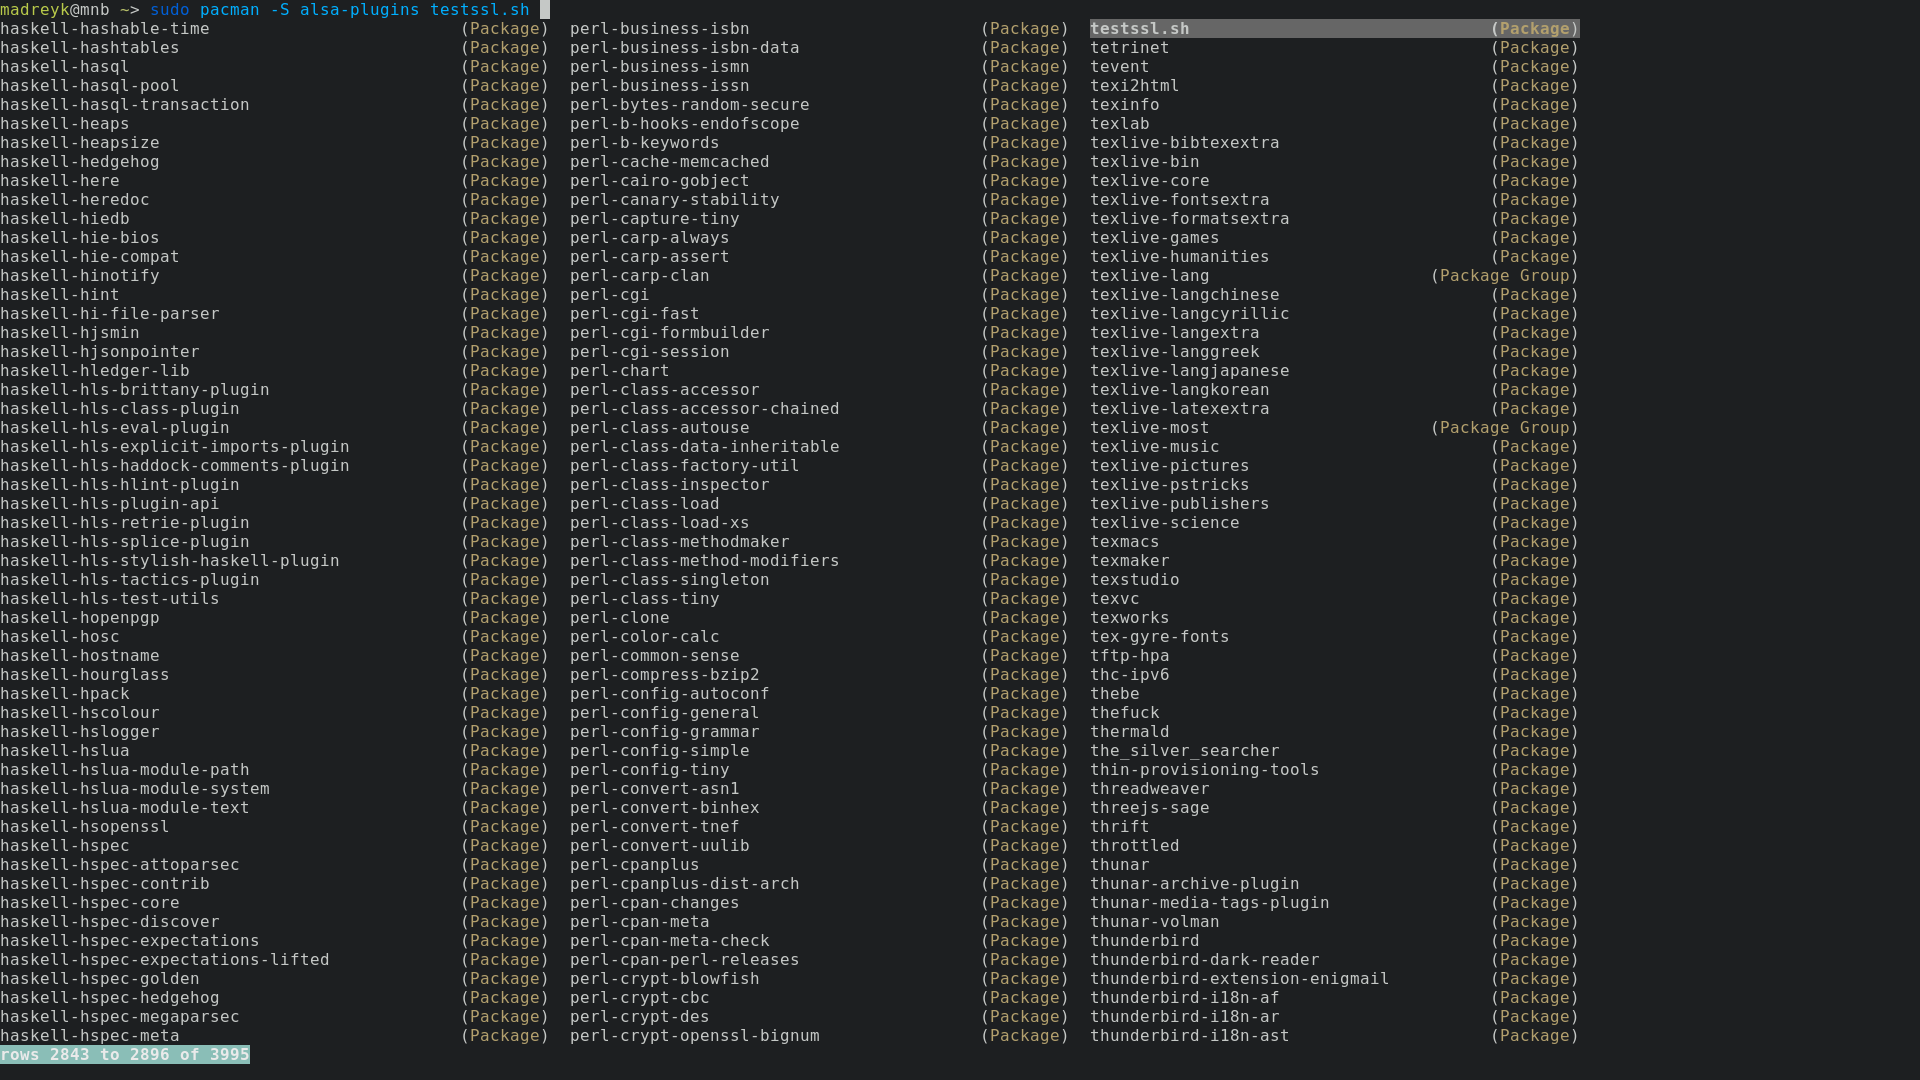 madreyk@mnb ~> sudo pacman -S alsa-plugins testssl.sh
haskell-hashable-time (Package) perl-business-isbn (Package) testssl.sh (Package)
haskell-hashtables (Package) perl-business-isbn-data (Package) tetrinet (Package)
haskell-hasql (Package) perl-business-ismn (Package) tevent (Package)
haskell-hasql-pool (Package) perl-business-issn (Package) texi2html (Package)
haskell-hasql-transaction (Package) perl-bytes-random-secure (Package) texinfo (Package)
haskell-heaps (Package) perl-b-hooks-endofscope (Package) texlab (Package)
haskell-heapsize (Package) perl-b-keywords (Package) texlive-bibtexextra (Package)
haskell-hedgehog (Package) perl-cache-memcached (Package) texlive-bin (Package)
haskell-here (Package) perl-cairo-gobject (Package) texlive-core (Package)
haskell-heredoc (Package) perl-canary-stability (Package) texlive-fontsextra (Package)
haskell-hiedb (Package) perl-capture-tiny (Package) texlive-formatsextra (Package)
haskell-hie-bios (Package) perl-carp-always (Package) texlive-games (Package)
haskell-hie-compat (Package) perl-carp-assert (Package) texlive-humanities (Package)
haskell-hinotify (Package) perl-carp-clan (Package) texlive-lang (Package Group)
haskell-hint (Package) perl-cgi (Package) texlive-langchinese (Package)
haskell-hi-file-parser (Package) perl-cgi-fast (Package) texlive-langcyrillic (Package)
haskell-hjsmin (Package) perl-cgi-formbuilder (Package) texlive-langextra (Package)
haskell-hjsonpointer (Package) perl-cgi-session (Package) texlive-langgreek (Package)
haskell-hledger-lib (Package) perl-chart (Package) texlive-langjapanese (Package)
haskell-hls-brittany-plugin (Package) perl-class-accessor (Package) texlive-langkorean (Package)
haskell-hls-class-plugin (Package) perl-class-accessor-chained (Package) texlive-latexextra (Package)
haskell-hls-eval-plugin (Package) perl-class-autouse (Package) texlive-most (Package Group)
haskell-hls-explicit-imports-plugin (Package) perl-class-data-inheritable (Package) texlive-music (Package)
haskell-hls-haddock-comments-plugin (Package) perl-class-factory-util (Package) texlive-pictures (Package)
haskell-hls-hlint-plugin (Package) perl-class-inspector (Package) texlive-pstricks (Package)
haskell-hls-plugin-api (Package) perl-class-load (Package) texlive-publishers (Package)
haskell-hls-retrie-plugin (Package) perl-class-load-xs (Package) texlive-science (Package)
haskell-hls-splice-plugin (Package) perl-class-methodmaker (Package) texmacs (Package)
haskell-hls-stylish-haskell-plugin (Package) perl-class-method-modifiers (Package) texmaker (Package)
haskell-hls-tactics-plugin (Package) perl-class-singleton (Package) texstudio (Package)
haskell-hls-test-utils (Package) perl-class-tiny (Package) texvc (Package)
haskell-hopenpgp (Package) perl-clone (Package) texworks (Package)
haskell-hosc (Package) perl-color-calc (Package) tex-gyre-fonts (Package)
haskell-hostname (Package) perl-common-sense (Package) tftp-hpa (Package)
haskell-hourglass (Package) perl-compress-bzip2 (Package) thc-ipv6 (Package)
haskell-hpack (Package) perl-config-autoconf (Package) thebe (Package)
haskell-hscolour (Package) perl-config-general (Package) thefuck (Package)
haskell-hslogger (Package) perl-config-grammar (Package) thermald (Package)
haskell-hslua (Package) perl-config-simple (Package) the_silver_searcher (Package)
haskell-hslua-module-path (Package) perl-config-tiny (Package) thin-provisioning-tools (Package)
haskell-hslua-module-system (Package) perl-convert-asn1 (Package) threadweaver (Package)
haskell-hslua-module-text (Package) perl-convert-binhex (Package) threejs-sage (Package)
haskell-hsopenssl (Package) perl-convert-tnef (Package) thrift (Package)
haskell-hspec (Package) perl-convert-uulib (Package) throttled (Package)
haskell-hspec-attoparsec (Package) perl-cpanplus (Package) thunar (Package)
haskell-hspec-contrib (Package) perl-cpanplus-dist-arch (Package) thunar-archive-plugin (Package)
haskell-hspec-core (Package) perl-cpan-changes (Package) thunar-media-tags-plugin (Package)
haskell-hspec-discover (Package) perl-cpan-meta (Package) thunar-volman (Package)
haskell-hspec-expectations (Package) perl-cpan-meta-check (Package) thunderbird (Package)
haskell-hspec-expectations-lifted (Package) perl-cpan-perl-releases (Package) thunderbird-dark-reader (Package)
haskell-hspec-golden (Package) perl-crypt-blowfish (Package) thunderbird-extension-enigmail (Package)
haskell-hspec-hedgehog (Package) perl-crypt-cbc (Package) thunderbird-i18n-af (Package)
haskell-hspec-megaparsec (Package) perl-crypt-des (Package) thunderbird-i18n-ar (Package)
haskell-hspec-meta (Package) perl-crypt-openssl-bignum (Package) thunderbird-i18n-ast (Package)
rows 2843 to 2896 of 3995